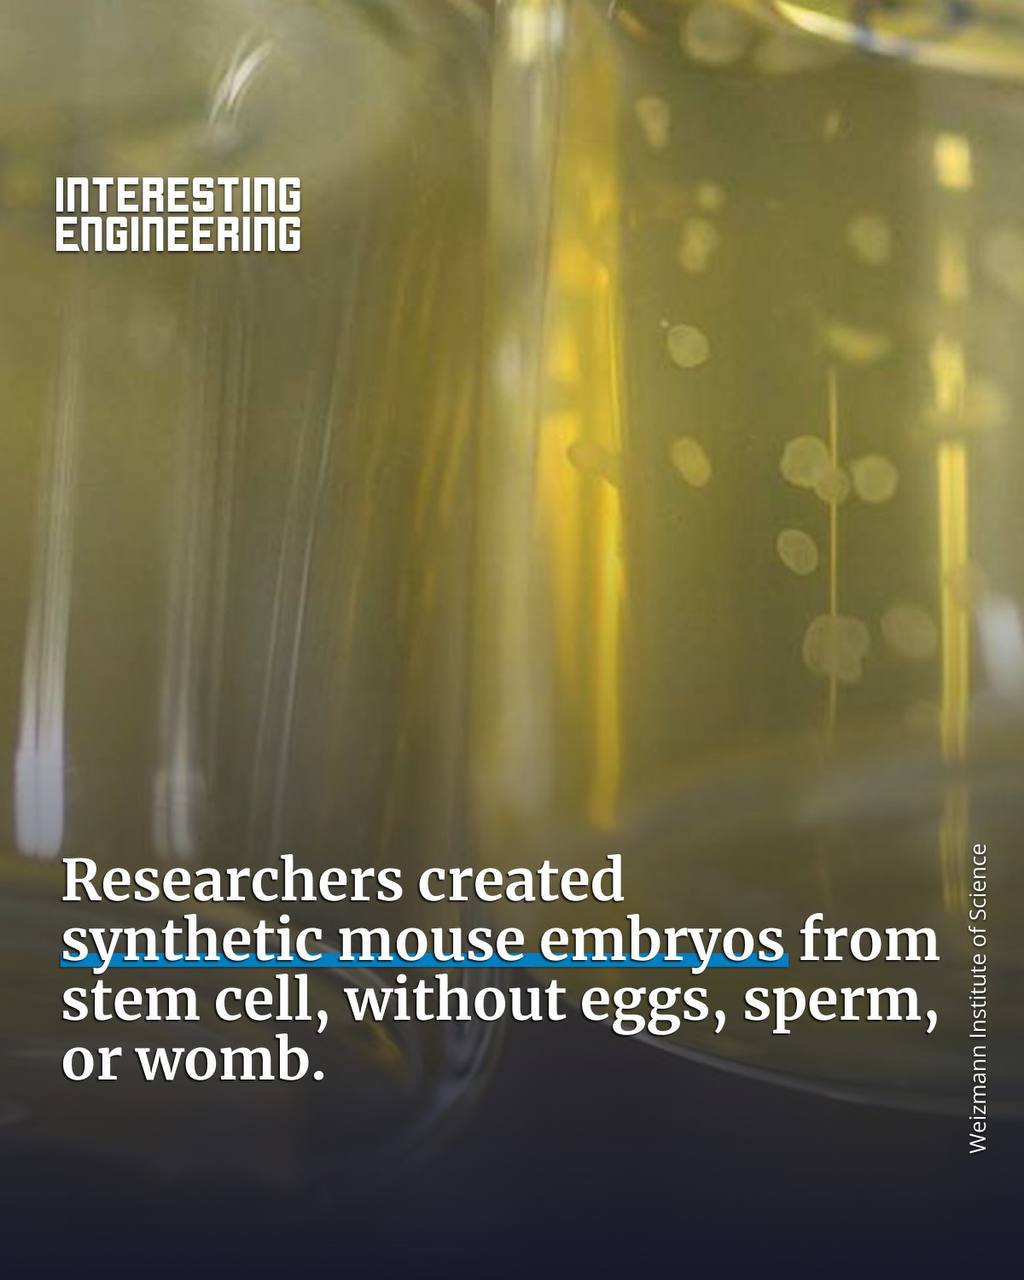 INTERESTING
ENGINEERING
Researchers created
synthetic mouse embryos from
stem cell, without eggs, sperm,
or womb.
Weizmann Institute of Science